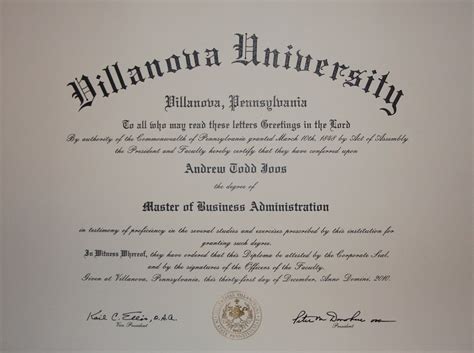 Villanova University
Villanova, Pennsylvania
To all who may read these letters Greetings in the Lord
By authority of the Commonwealth of Pennsylvania granted March 10th, 1848 by Act of Assembly
the President and Faculty hereby certify that they have conferred upon
Andrew Todd Joos
the degree of
Master of Business Administration
in testimony of proficiency in the several studies and exercises prescribed by this institution for
granting such degree.
In Witness Whereof, they have ordered that this Diploma be attested by the Corporate Seal,
and by the signatures of the Officers of the Faculty.
Given at Villanova, Pennsylvania, this thirty-first day of December, Anno Domini, 2010.
Kail C. Ellis, O.S.A.
Peter M. Donohue
Vice President
President